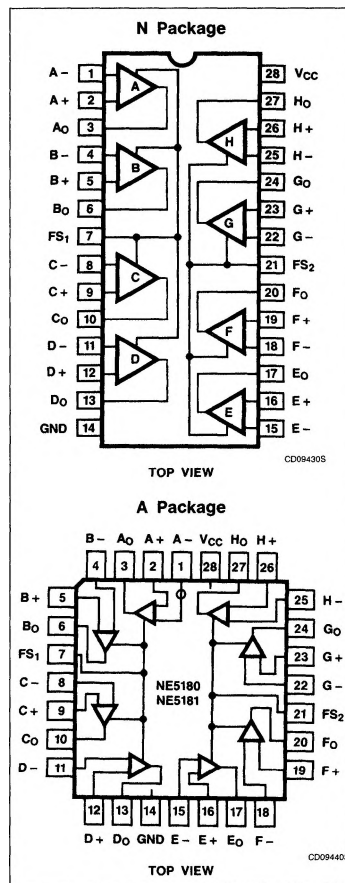 N Package
A- 1 A 28 VCC
A+ 2 27 HO
AO 3 H 26 H+
B- 4 B 25 H-
B+ 5 24 GO
BO 6 G 23 G+
FS1 7 22 G-
C- 8 C 21 FS2
C+ 9 20 FO
CO 10 F 19 F+
D- 11 D 18 F-
D+ 12 17 EO
DO 13 E 16 E+
GND 14 15 E-
CD09430S
TOP VIEW
A Package
B- AO A+ A- VCC HO H+
4 3 2 1 28 27 26
B+ 5 25 H-
BO 6 24 GO
FS1 7 23 G+
C- 8 22 G-
C+ 9 21 FS2
CO 10 20 FO
D- 11 19 F+
NE5180
NE5181
12 13 14 15 16 17 18
D+ DO GND E- E+ EO F-
CD09440S
TOP VIEW